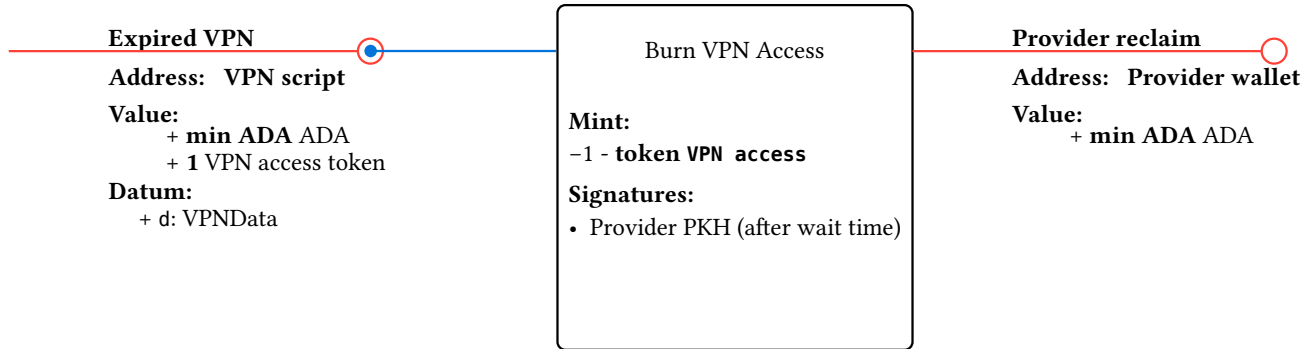 Expired VPN
Address: VPN script
Value:
+ min ADA ADA
+ 1 VPN access token
Datum:
+ d: VPNData
Burn VPN Access
Mint:
−1 - token VPN access
Signatures:
• Provider PKH (after wait time)
Provider reclaim
Address: Provider wallet
Value:
+ min ADA ADA